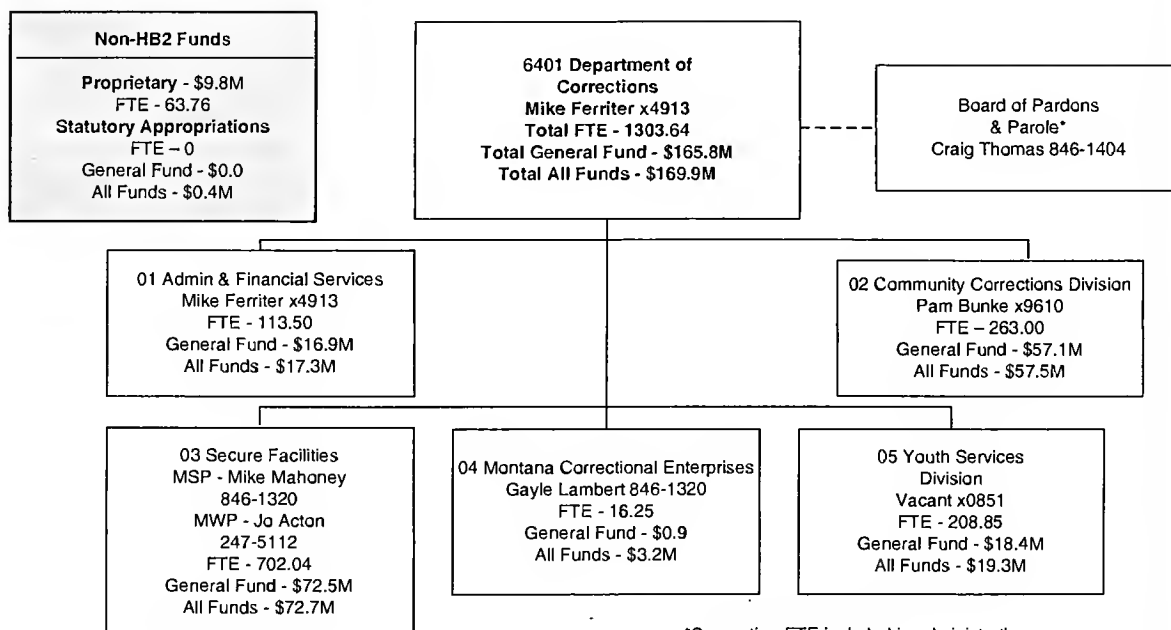 Non-HB2 Funds
Proprietary - $9.8M
FTE - 63.76
Statutory Appropriations
FTE – 0
General Fund - $0.0
All Funds - $0.4M
6401 Department of
Corrections
Mike Ferriter x4913
Total FTE - 1303.64
Total General Fund - $165.8M
Total All Funds - $169.9M
Board of Pardons
& Parole*
Craig Thomas 846-1404
01 Admin & Financial Services
Mike Ferriter x4913
FTE - 113.50
General Fund - $16.9M
All Funds - $17.3M
02 Community Corrections Division
Pam Bunke x9610
FTE – 263.00
General Fund - $57.1M
All Funds - $57.5M
03 Secure Facilities
MSP - Mike Mahoney
846-1320
MWP - Jo Acton
247-5112
FTE - 702.04
General Fund - $72.5M
All Funds - $72.7M
04 Montana Correctional Enterprises
Gayle Lambert 846-1320
FTE - 16.25
General Fund - $0.9
All Funds - $3.2M
05 Youth Services
Division
Vacant x0851
FTE - 208.85
General Fund - $18.4M
All Funds - $19.3M